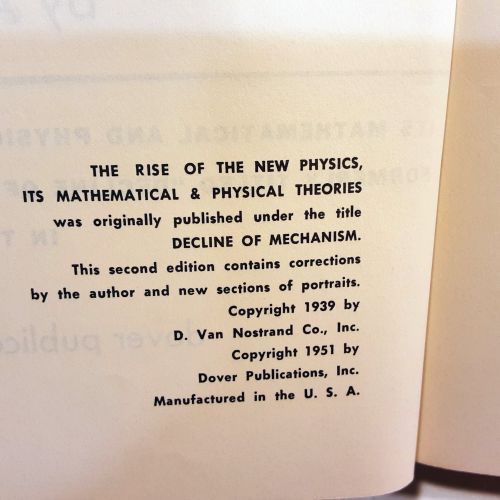 THE RISE OF THE NEW PHYSICS,
ITS MATHEMATICAL & PHYSICAL THEORIES
was originally published under the title
DECLINE OF MECHANISM.
This second edition contains corrections
by the author and new sections of portraits.
Copyright 1939 by
D. Van Nostrand Co., Inc.
Copyright 1951 by
Dover Publications, Inc.
Manufactured in the U. S. A.